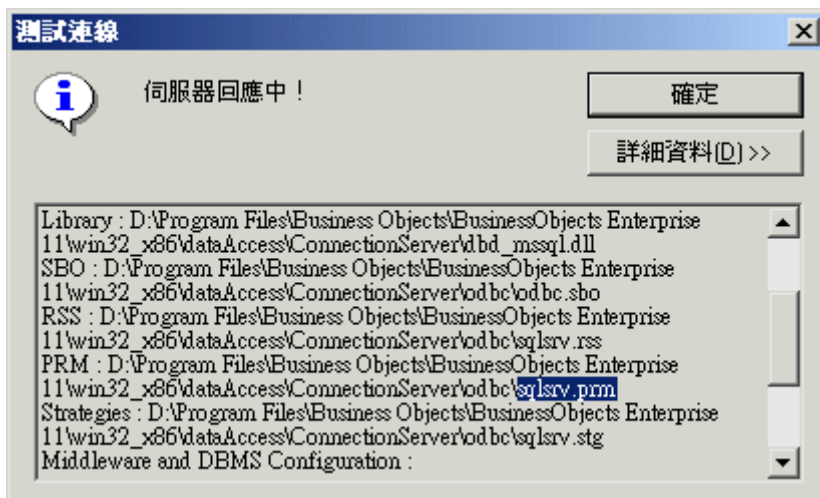 測試連線
伺服器回應中！
確定
詳細資料(D) >>
Library : D:\Program Files\Business Objects\BusinessObjects Enterprise
11\win32_x86\dataAccess\ConnectionServer\dbd_mssql.dll
SBO : D:\Program Files\Business Objects\BusinessObjects Enterprise
11\win32_x86\dataAccess\ConnectionServer\odbc\odbc.sbo
RSS : D:\Program Files\Business Objects\BusinessObjects Enterprise
11\win32_x86\dataAccess\ConnectionServer\odbc\sqlsrv.rss
PRM : D:\Program Files\Business Objects\BusinessObjects Enterprise
11\win32_x86\dataAccess\ConnectionServer\odbc\sqlsrv.prm
Strategies : D:\Program Files\Business Objects\BusinessObjects Enterprise
11\win32_x86\dataAccess\ConnectionServer\odbc\sqlsrv.stg
Middleware and DBMS Configuration :